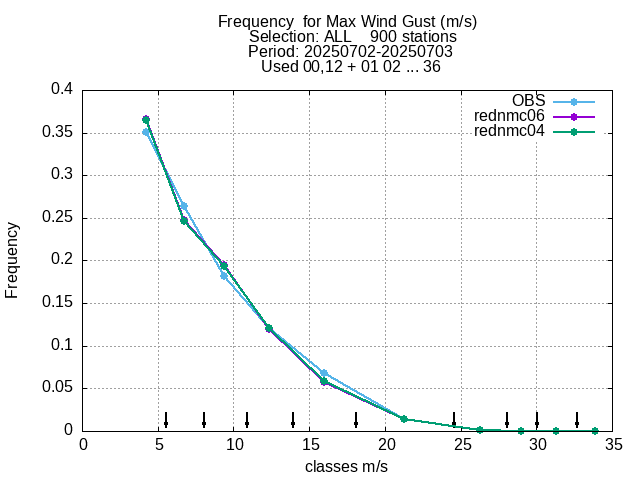 Frequency  for Max Wind Gust (m/s)
Selection: ALL    900 stations
Period: 20250702-20250703
Used 00,12 + 01 02 ... 36
OBS
rednmc06
rednmc04
Frequency
0.4
0.35
0.3
0.25
0.2
0.15
0.1
0.05
0
0 5 10 15 20 25 30 35
classes m/s